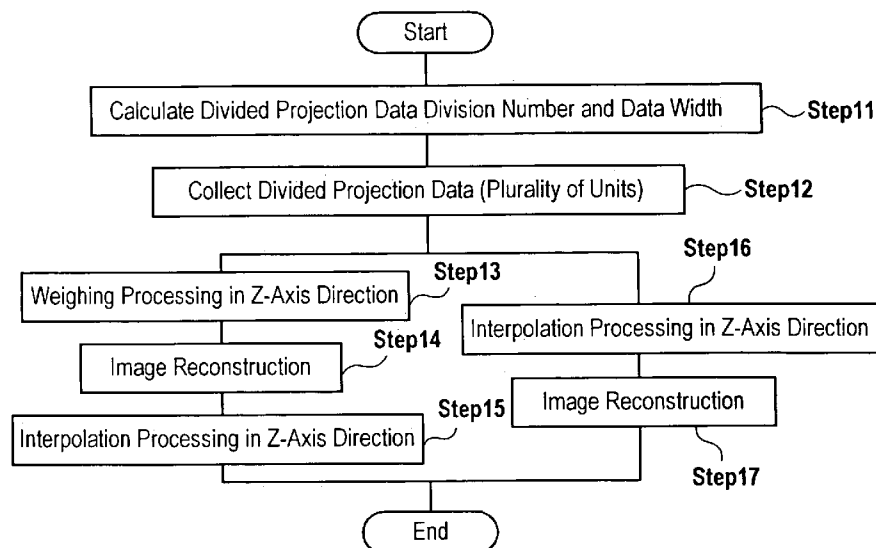 Start
Calculate Divided Projection Data Division Number and Data Width
Step11
Collect Divided Projection Data (Plurality of Units)
Step12
Weighing Processing in Z-Axis Direction
Step13
Image Reconstruction
Step14
Interpolation Processing in Z-Axis Direction
Step15
Step16
Interpolation Processing in Z-Axis Direction
Image Reconstruction
Step17
End